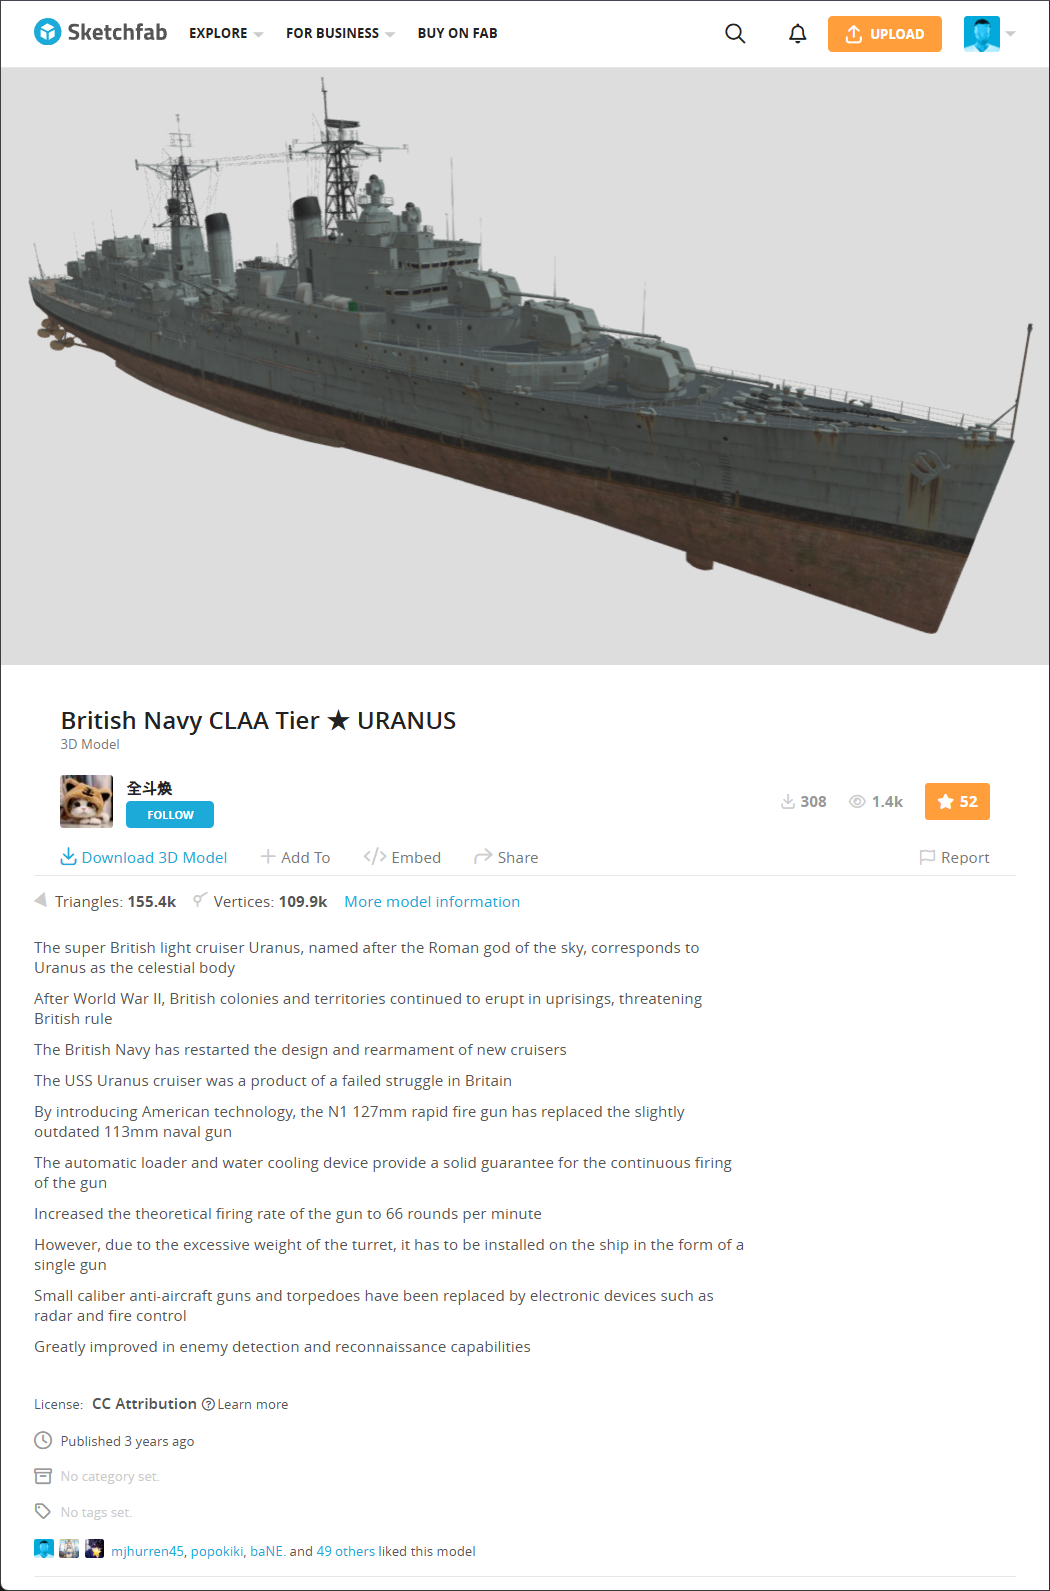 Sketchfab EXPLORE FOR BUSINESS BUY ON FAB UPLOAD
British Navy CLAA Tier ★ URANUS
3D Model
全斗焕
FOLLOW
308 1.4k 52
Download 3D Model Add To Embed Share Report
Triangles: 155.4k Vertices: 109.9k More model information
The super British light cruiser Uranus, named after the Roman god of the sky, corresponds to
Uranus as the celestial body
After World War II, British colonies and territories continued to erupt in uprisings, threatening
British rule
The British Navy has restarted the design and rearmament of new cruisers
The USS Uranus cruiser was a product of a failed struggle in Britain
By introducing American technology, the N1 127mm rapid fire gun has replaced the slightly
outdated 113mm naval gun
The automatic loader and water cooling device provide a solid guarantee for the continuous firing
of the gun
Increased the theoretical firing rate of the gun to 66 rounds per minute
However, due to the excessive weight of the turret, it has to be installed on the ship in the form of a
single gun
Small caliber anti-aircraft guns and torpedoes have been replaced by electronic devices such as
radar and fire control
Greatly improved in enemy detection and reconnaissance capabilities
License: CC Attribution Learn more
Published 3 years ago
No category set.
No tags set.
mjhurren45, popokiki, baNE. and 49 others liked this model